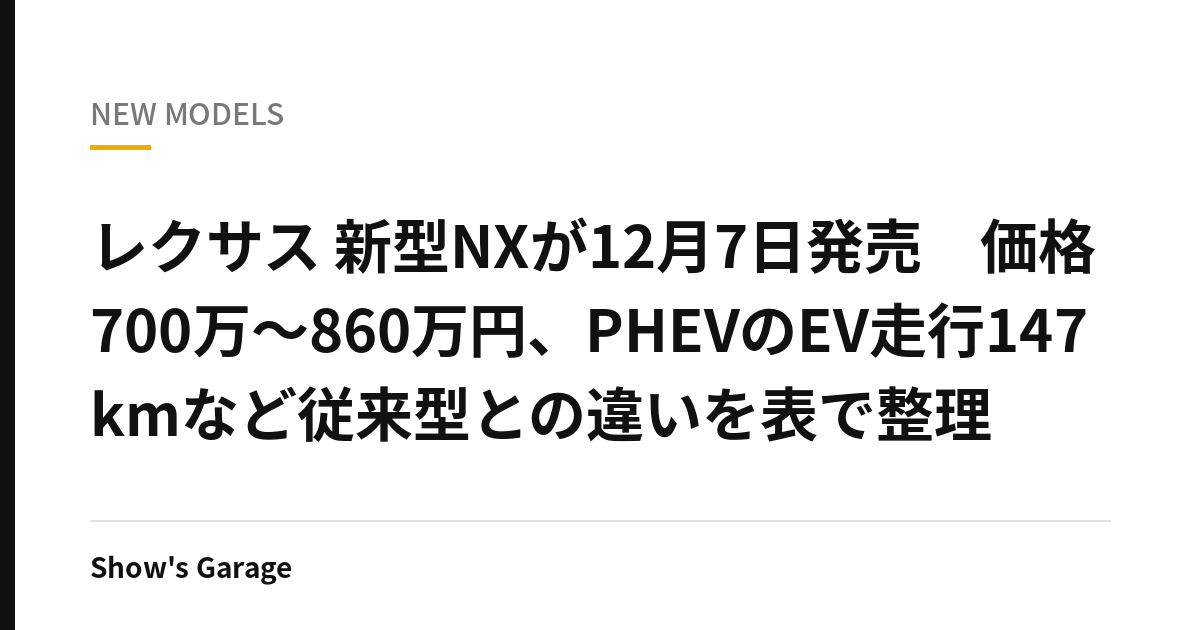 NEW MODELS
レクサス 新型NXが12月7日発売　価格
700万〜860万円、PHEVのEV走行147
kmなど従来型との違いを表で整理
Show's Garage